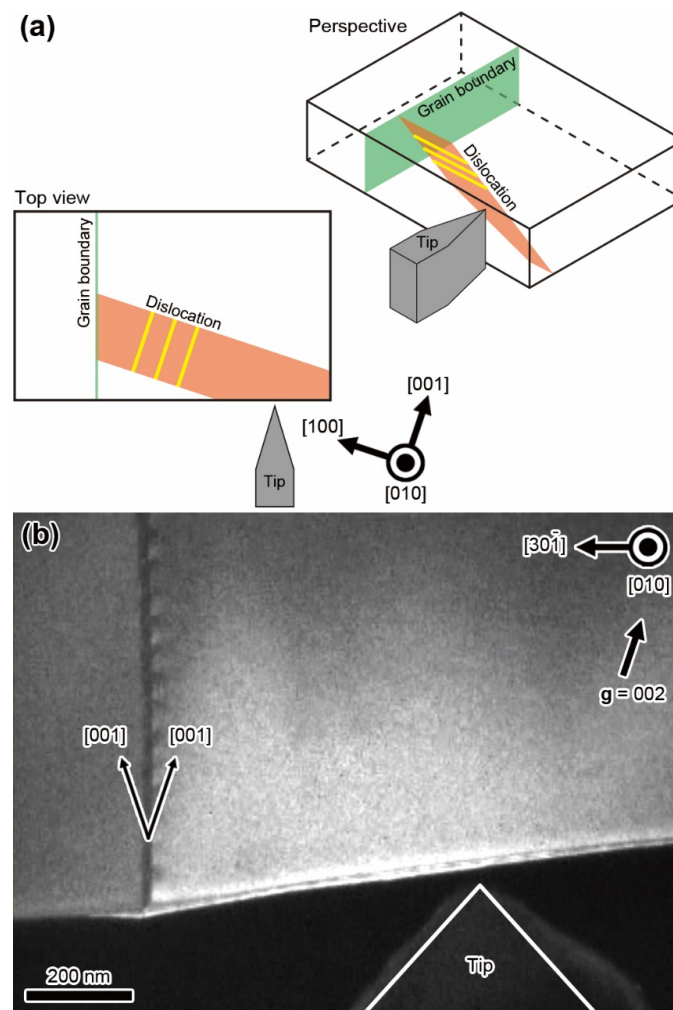 (a)
Perspective
Grain boundary
Dislocation
Tip
Top view
Grain boundary
Dislocation
Tip
[001]
[100]
[010]
(b)
[301̄]
[010]
g = 002
[001]
[001]
Tip
200 nm